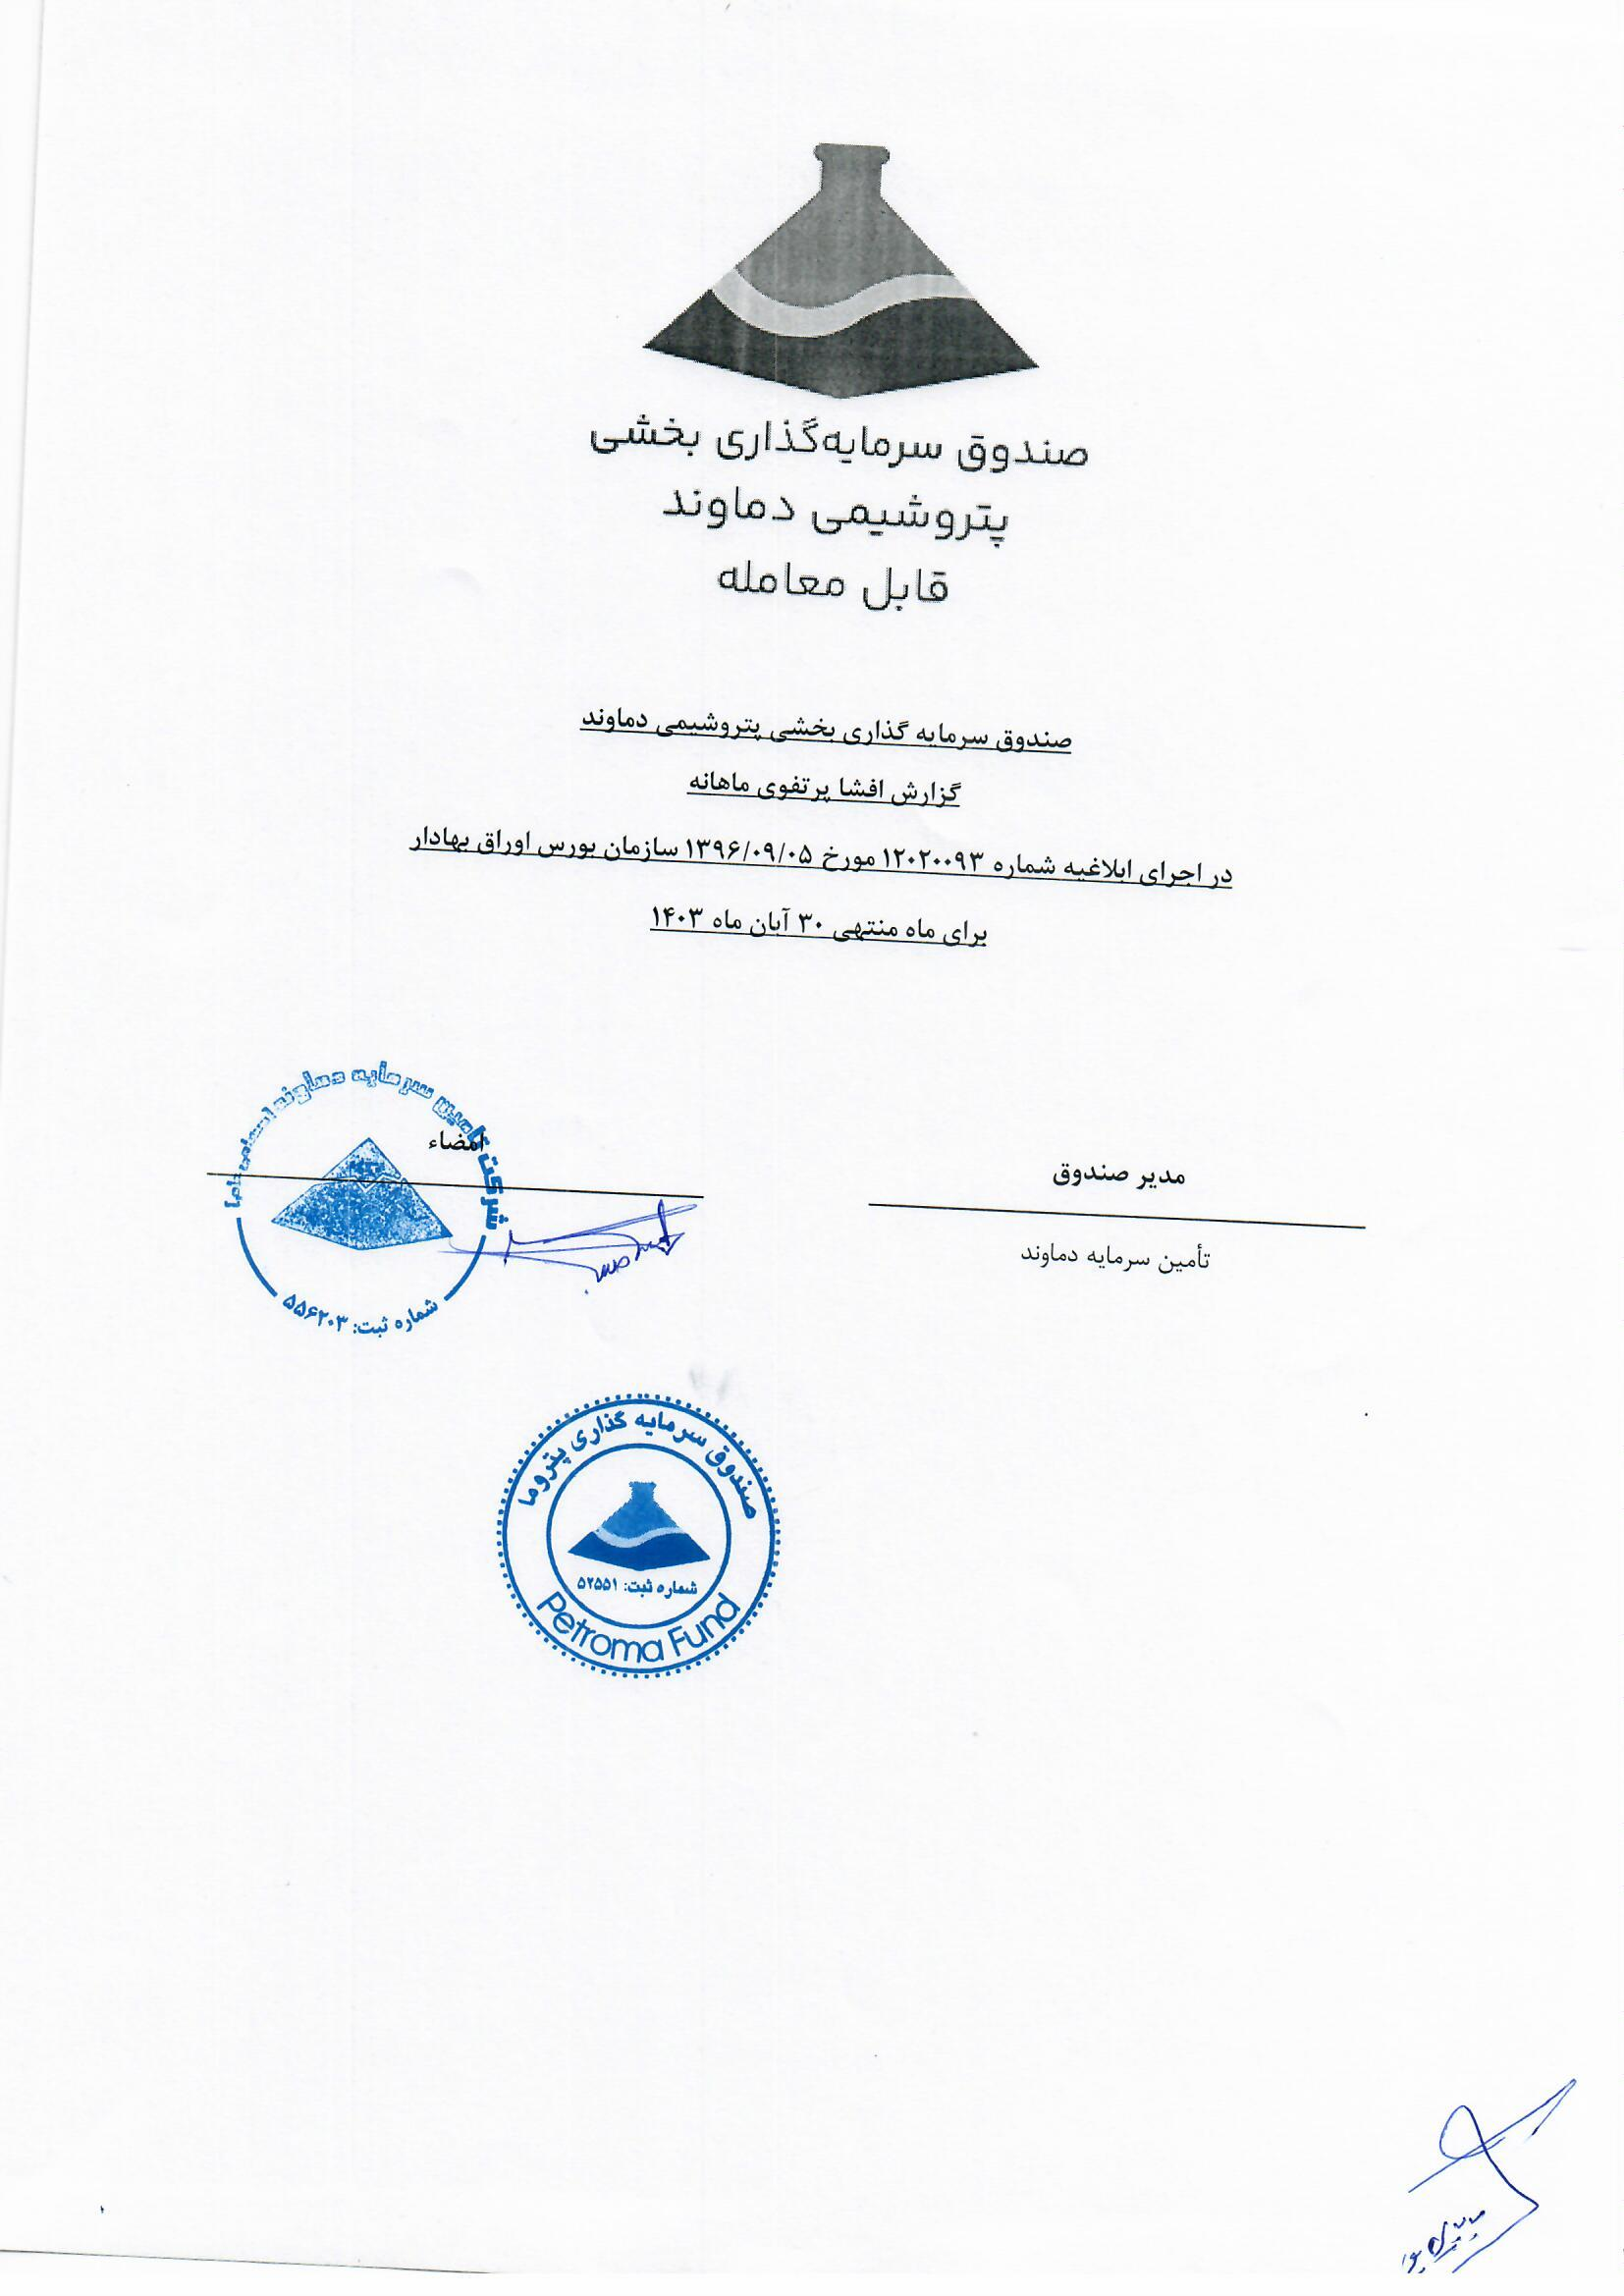 صندوق سرمایه‌گذاری بخشی
پتروشیمی دماوند
قابل معامله
صندوق سرمایه گذاری بخشی پتروشیمی دماوند
گزارش افشا پرتفوی ماهانه
در اجرای ابلاغیه شماره ۱۲۰۲۰۰۹۳ مورخ ۱۳۹۶/۰۹/۰۵ سازمان بورس اوراق بهادار
برای ماه منتهی ۳۰ آبان ماه ۱۴۰۳
مدیر صندوق
امضاء
تأمین سرمایه دماوند
شرکت تامین سرمایه دماوند (سهامی عام)
شماره ثبت: ۵۵۶۲۰۳
صندوق سرمایه گذاری پتروما
شماره ثبت: ۵۲۵۵۱
Petroma Fund